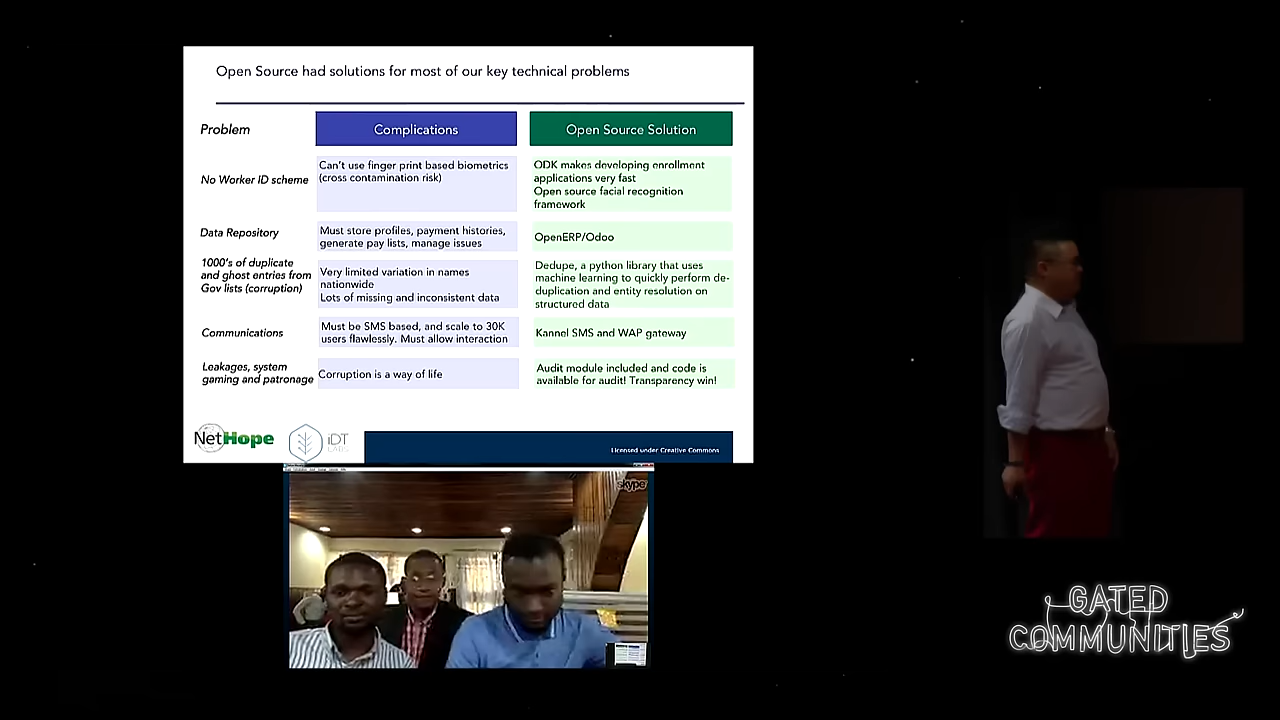 Open Source had solutions for most of our key technical problems
Problem
Complications
Open Source Solution
No Worker ID scheme
Can't use finger print based biometrics
(cross contamination risk)
ODK makes developing enrollment
applications very fast
Open source facial recognition
framework
Data Repository
Must store profiles, payment histories,
generate pay lists, manage issues
OpenERP/Odoo
1000's of duplicate
and ghost entries from
Gov lists (corruption)
Very limited variation in names
nationwide
Lots of missing and inconsistent data
Dedupe, a python library that uses
machine learning to quickly perform de-
duplication and entity resolution on
structured data
Communications
Must be SMS based, and scale to 30K
users flawlessly. Must allow interaction
Kannel SMS and WAP gateway
Leakages, system
gaming and patronage
Corruption is a way of life
Audit module included and code is
available for audit! Transparency win!
NetHope
iDT
LABS
Licensed under Creative Commons
skype
GATED
COMMUNITIES